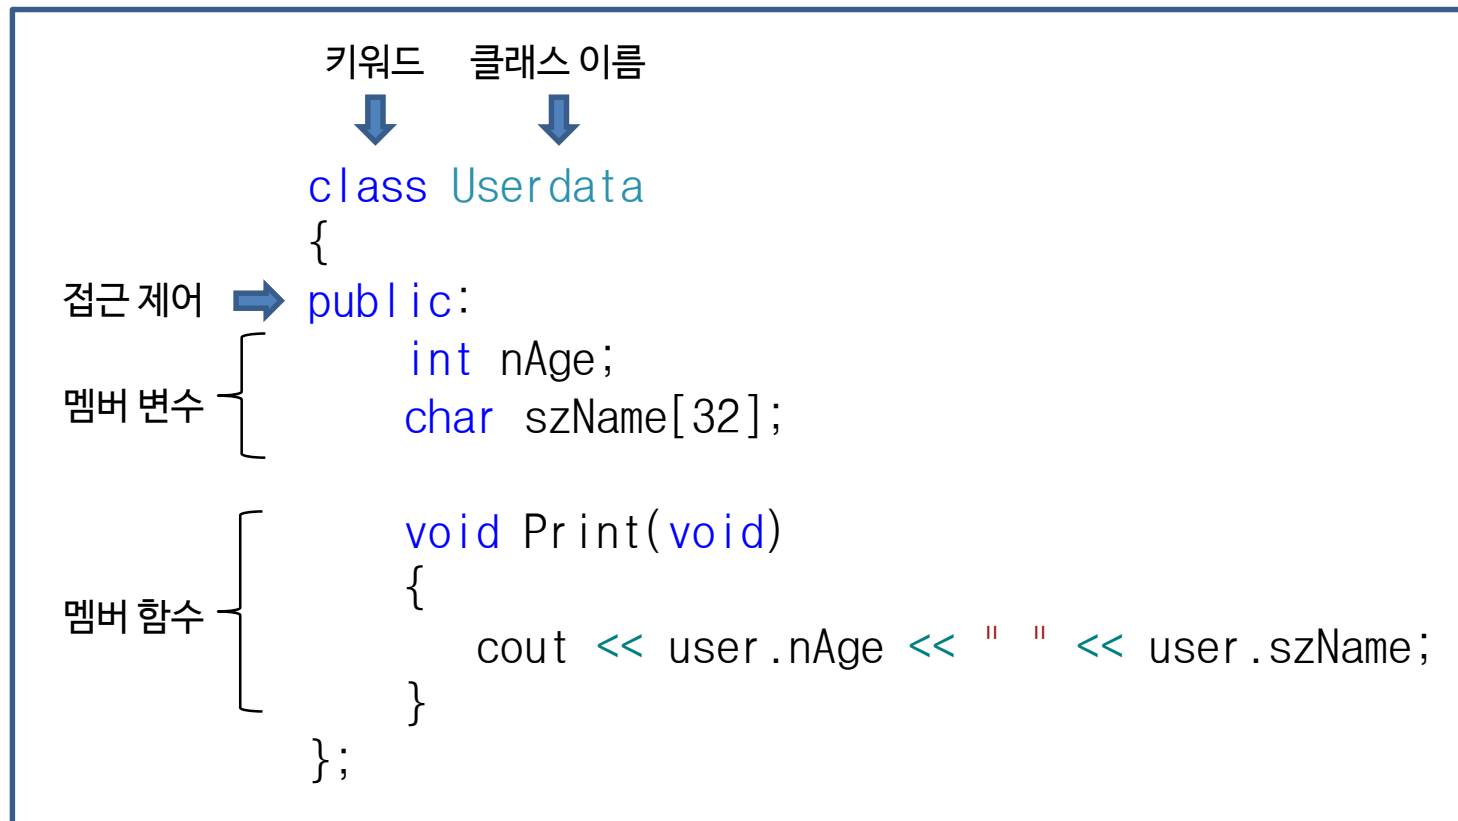 키워드 클래스 이름
class Userdata
{
접근 제어 public:
int nAge;
멤버 변수
char szName[32];
void Print(void)
{
멤버 함수
cout << user.nAge << " " << user.szName;
}
};